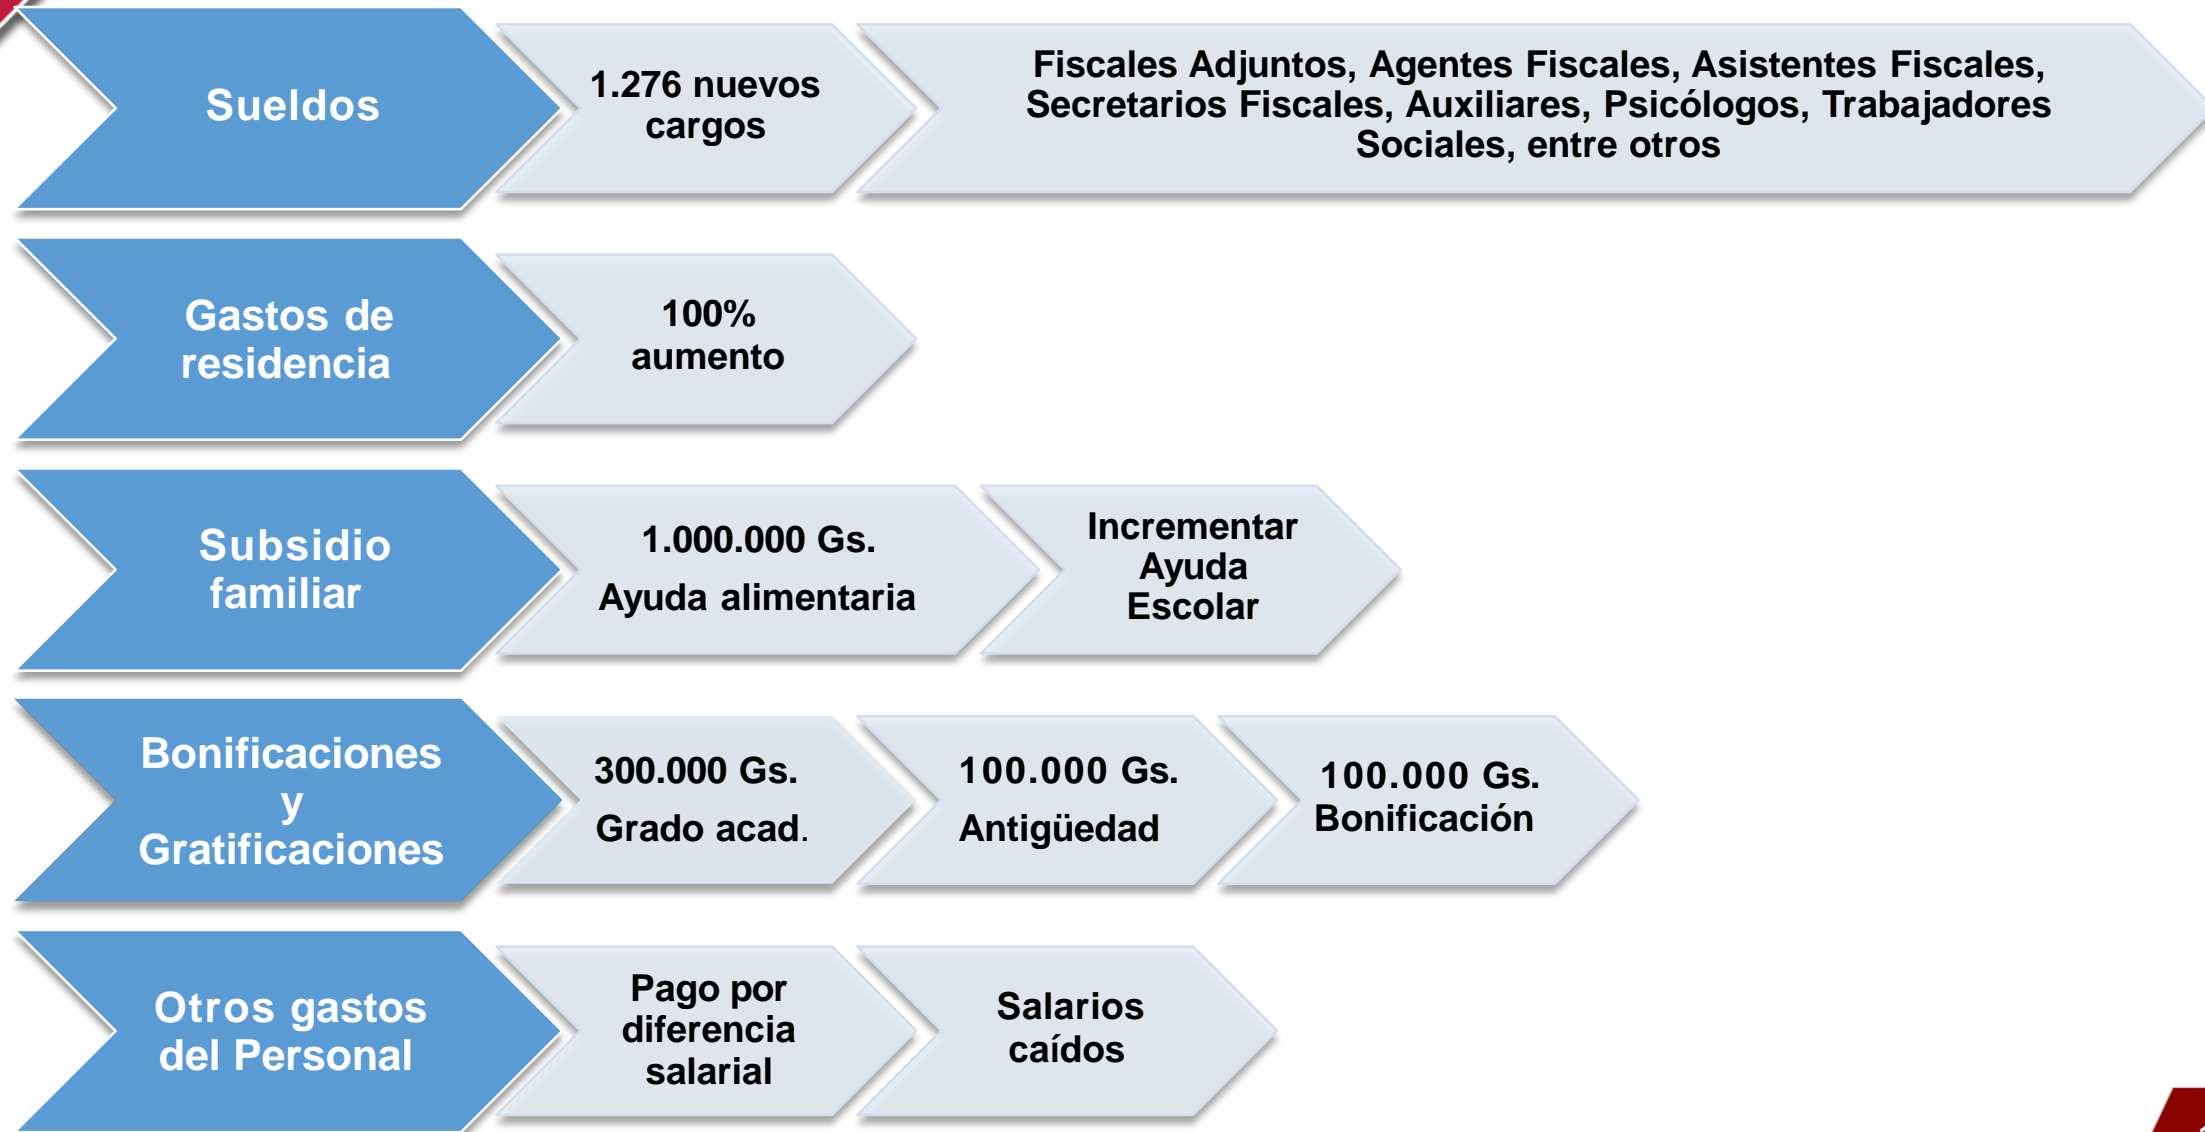 Sueldos
1.276 nuevos
cargos
Fiscales Adjuntos, Agentes Fiscales, Asistentes Fiscales,
Secretarios Fiscales, Auxiliares, Psicólogos, Trabajadores
Sociales, entre otros
Gastos de
residencia
100%
aumento
Subsidio
familiar
1.000.000 Gs.
Ayuda alimentaria
Incrementar
Ayuda
Escolar
Bonificaciones
y
Gratificaciones
300.000 Gs.
Grado acad.
100.000 Gs.
Antigüedad
100.000 Gs.
Bonificación
Otros gastos
del Personal
Pago por
diferencia
salarial
Salarios
caídos